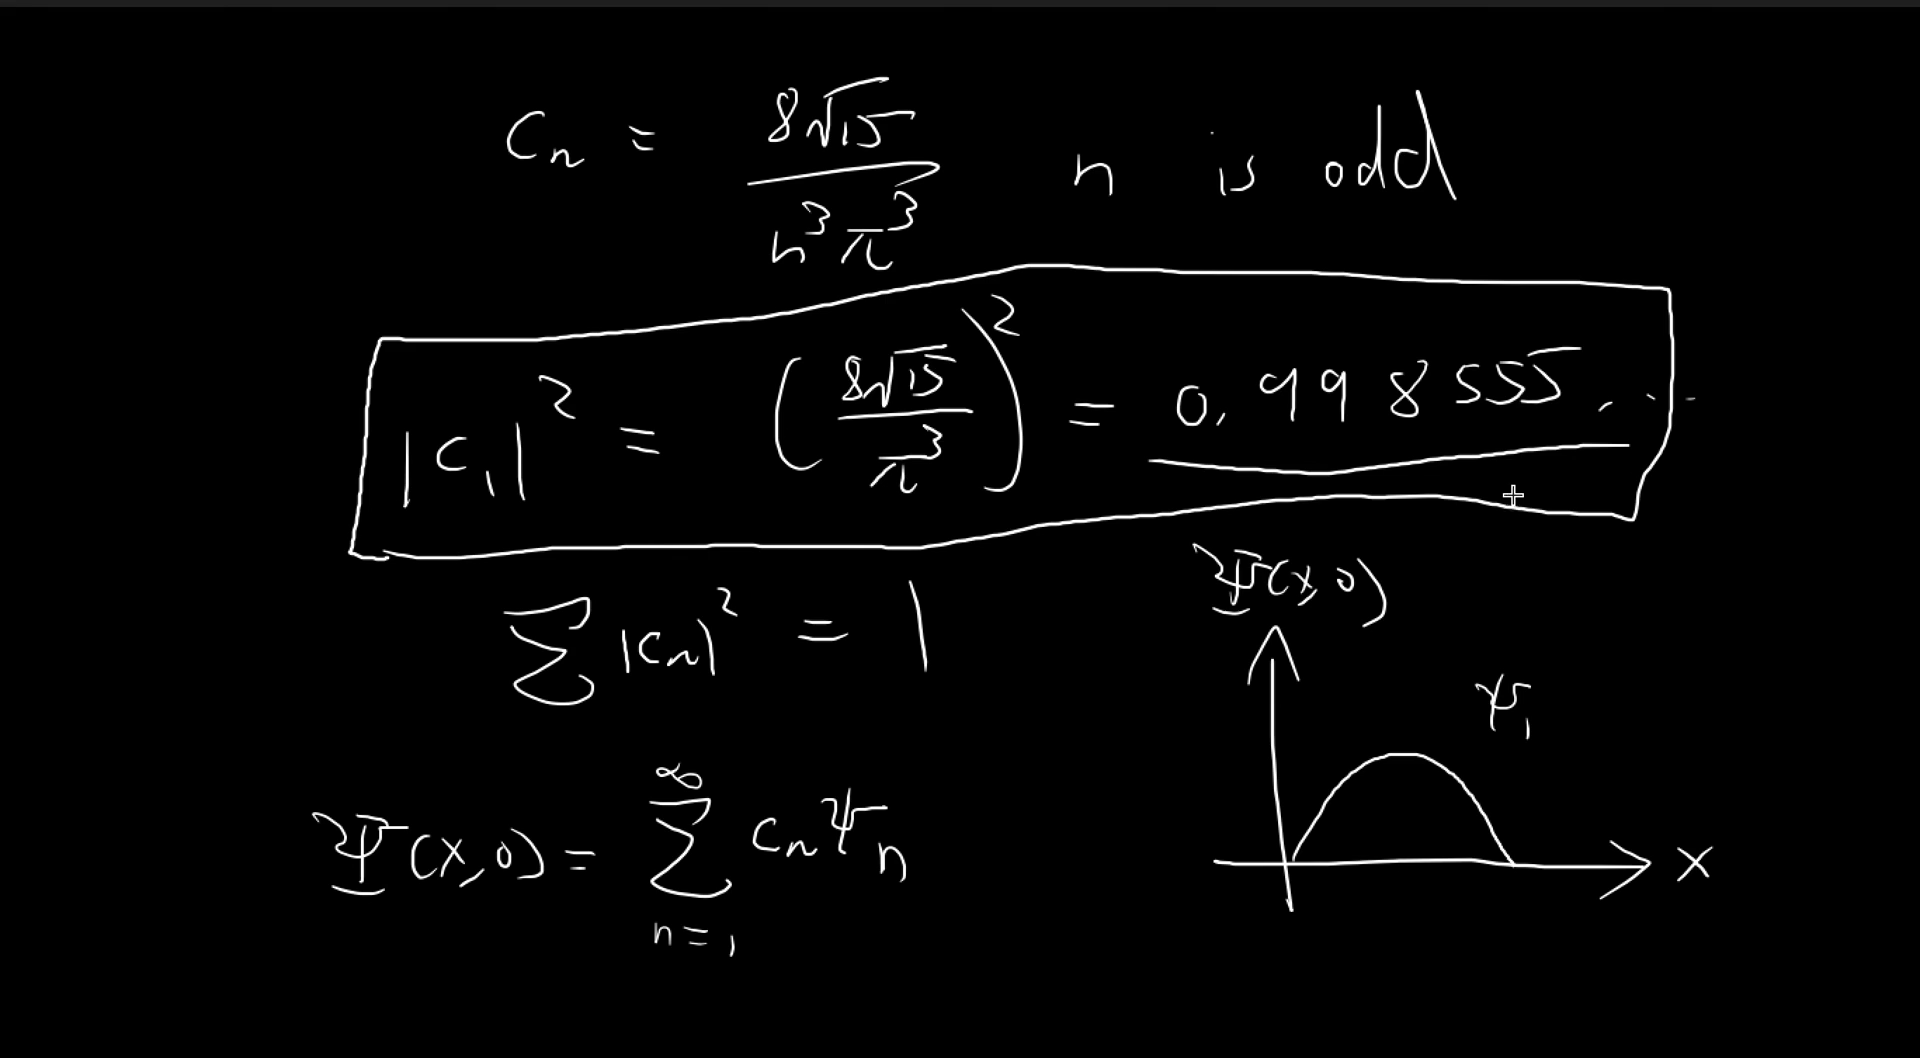 Cₙ = 8√15 / n³π³ n is odd
|C₁|² = (8√15 / π³)² = 0,998555...
Σ|Cₙ|² = 1
Ψ(x,0)
ψ₁
Ψ(x,0) = Σ_{n=1}^{∞} Cₙψₙ
x